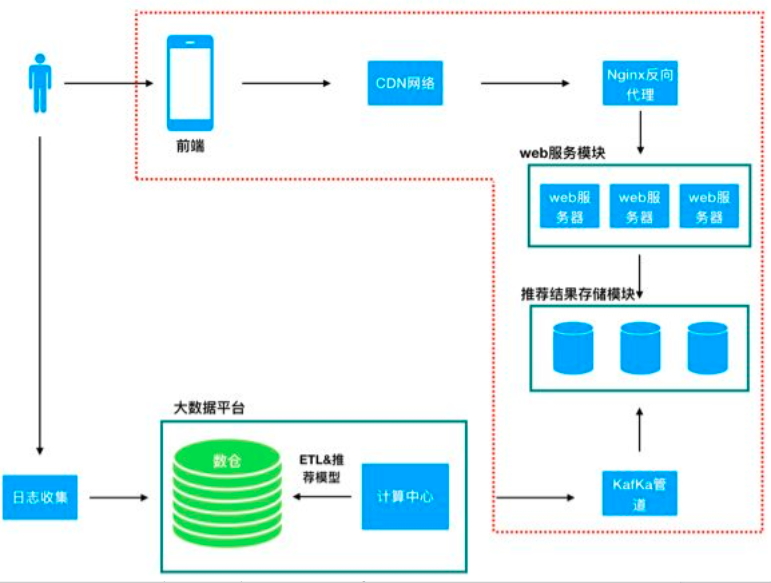 CDN网络
Nginx反向
代理
前端
web服务模块
web服
务器
web服
务器
web服
务器
推荐结果存储模块
大数据平台
数仓
ETL&推
荐模型
计算中心
日志收集
KafKa管
道